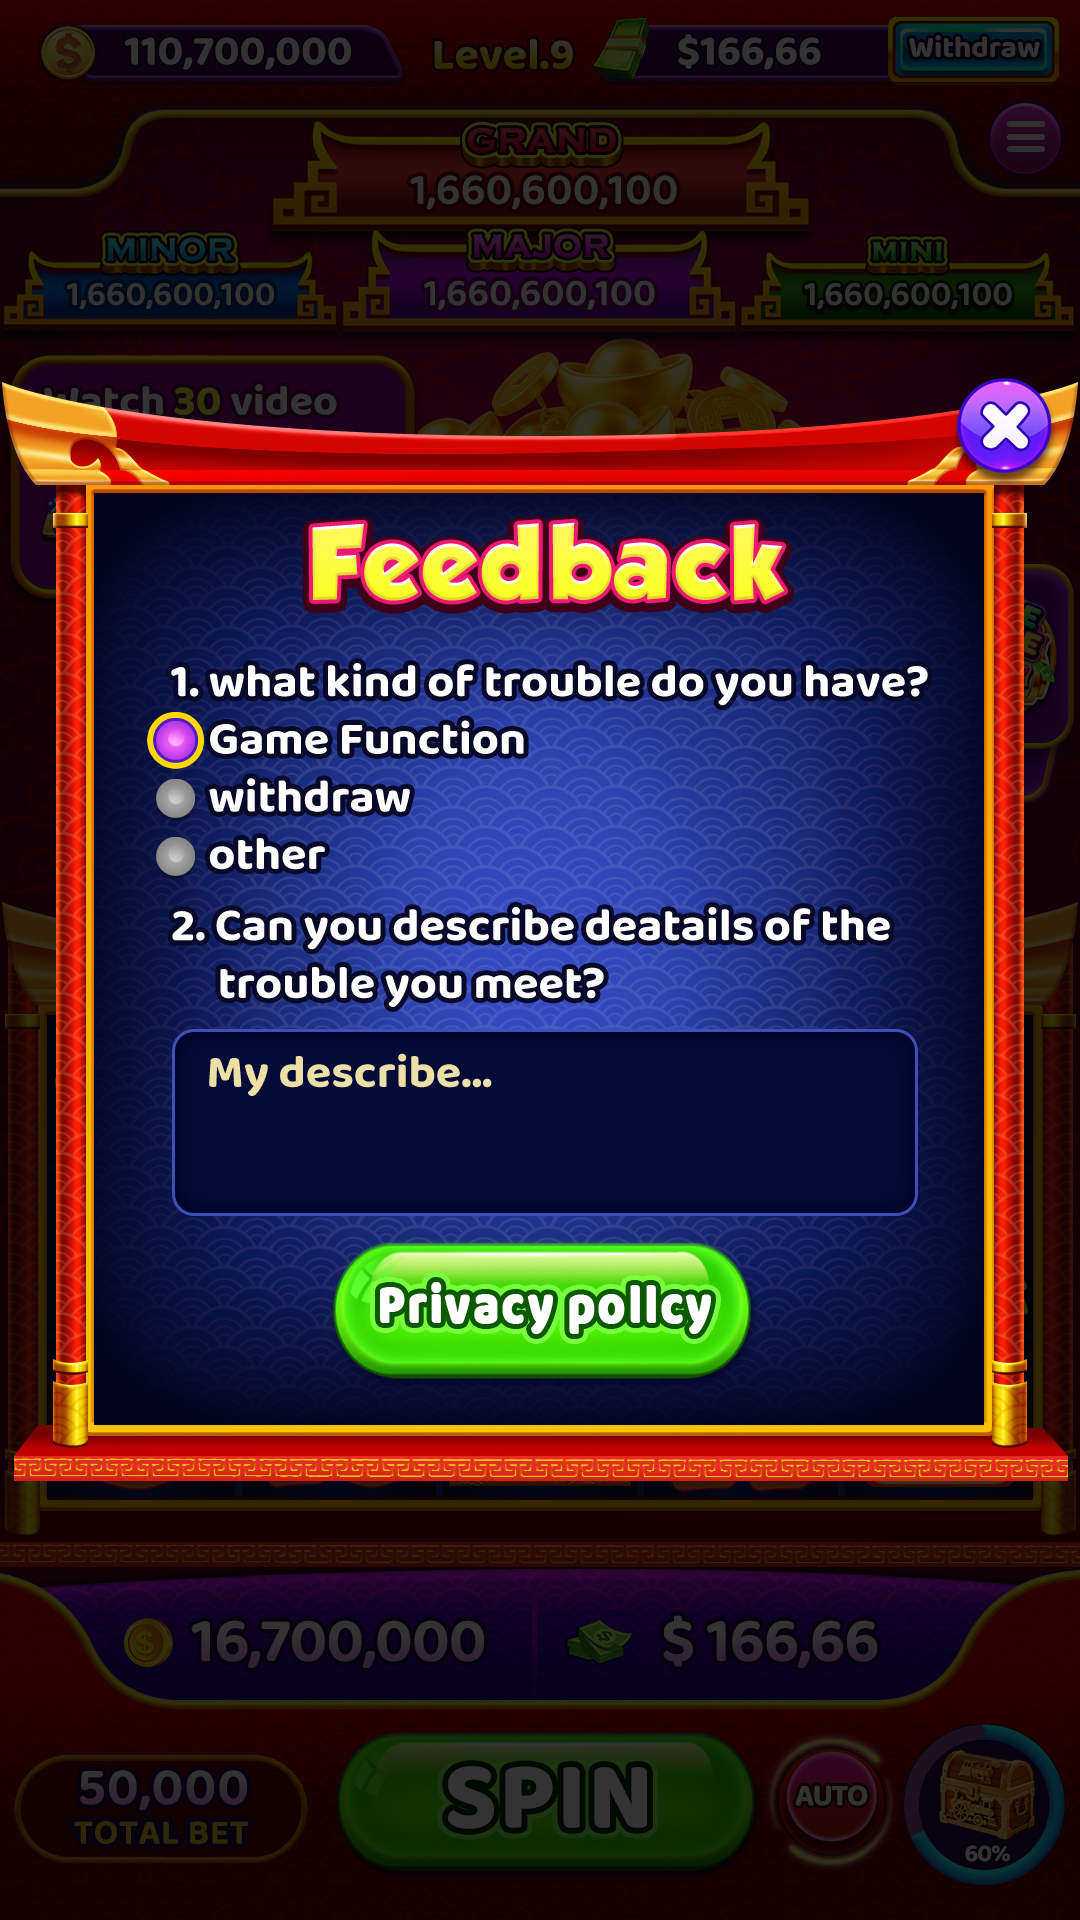 110,700,000
Level.9
$166,66
Withdraw
GRAND
1,660,600,100
MINOR
1,660,600,100
MAJOR
1,660,600,100
MINI
1,660,600,100
Watch 30 video
Feedback
1. what kind of trouble do you have?
Game Function
withdraw
other
2. Can you describe deatails of the
trouble you meet?
My describe...
Privacy pollcy
16,700,000
$ 166,66
50,000
TOTAL BET
SPIN
AUTO
60%